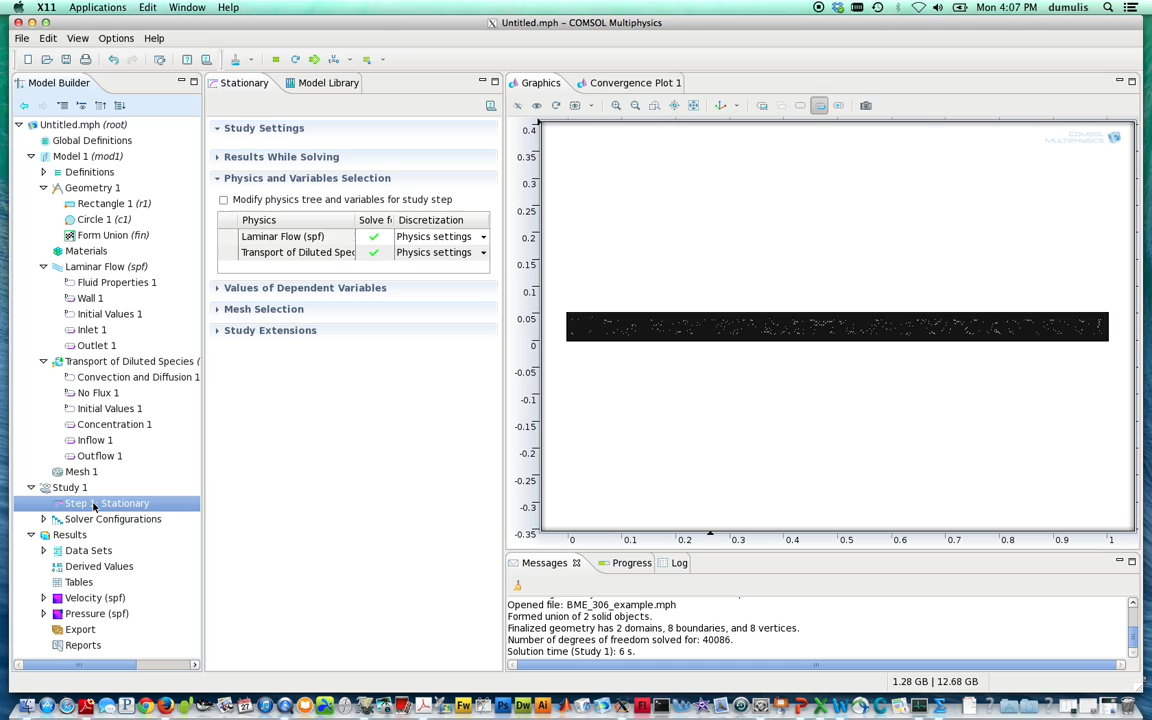 X11 Applications Edit Window Help Mon 4:07 PM dumulis
Untitled.mph – COMSOL Multiphysics
File Edit View Options Help
Model Builder
Stationary Model Library
Graphics Convergence Plot 1
Untitled.mph (root)
Global Definitions
Model 1 (mod1)
Definitions
Geometry 1
Rectangle 1 (r1)
Circle 1 (c1)
Form Union (fin)
Materials
Laminar Flow (spf)
Fluid Properties 1
Wall 1
Initial Values 1
Inlet 1
Outlet 1
Transport of Diluted Species (
Convection and Diffusion 1
No Flux 1
Initial Values 1
Concentration 1
Inflow 1
Outflow 1
Mesh 1
Study 1
Step 1: Stationary
Solver Configurations
Results
Data Sets
Derived Values
Tables
Velocity (spf)
Pressure (spf)
Export
Reports
Study Settings
Results While Solving
Physics and Variables Selection
Modify physics tree and variables for study step
Physics Solve f Discretization
Laminar Flow (spf) Physics settings
Transport of Diluted Spec Physics settings
Values of Dependent Variables
Mesh Selection
Study Extensions
COMSOL
MULTIPHYSICS
0.4
0.35
0.3
0.25
0.2
0.15
0.1
0.05
0
-0.05
-0.1
-0.15
-0.2
-0.25
-0.3
-0.35
0 0.1 0.2 0.3 0.4 0.5 0.6 0.7 0.8 0.9 1
Messages Progress Log
Opened file: BME_306_example.mph
Formed union of 2 solid objects.
Finalized geometry has 2 domains, 8 boundaries, and 8 vertices.
Number of degrees of freedom solved for: 40086.
Solution time (Study 1): 6 s.
1.28 GB | 12.68 GB